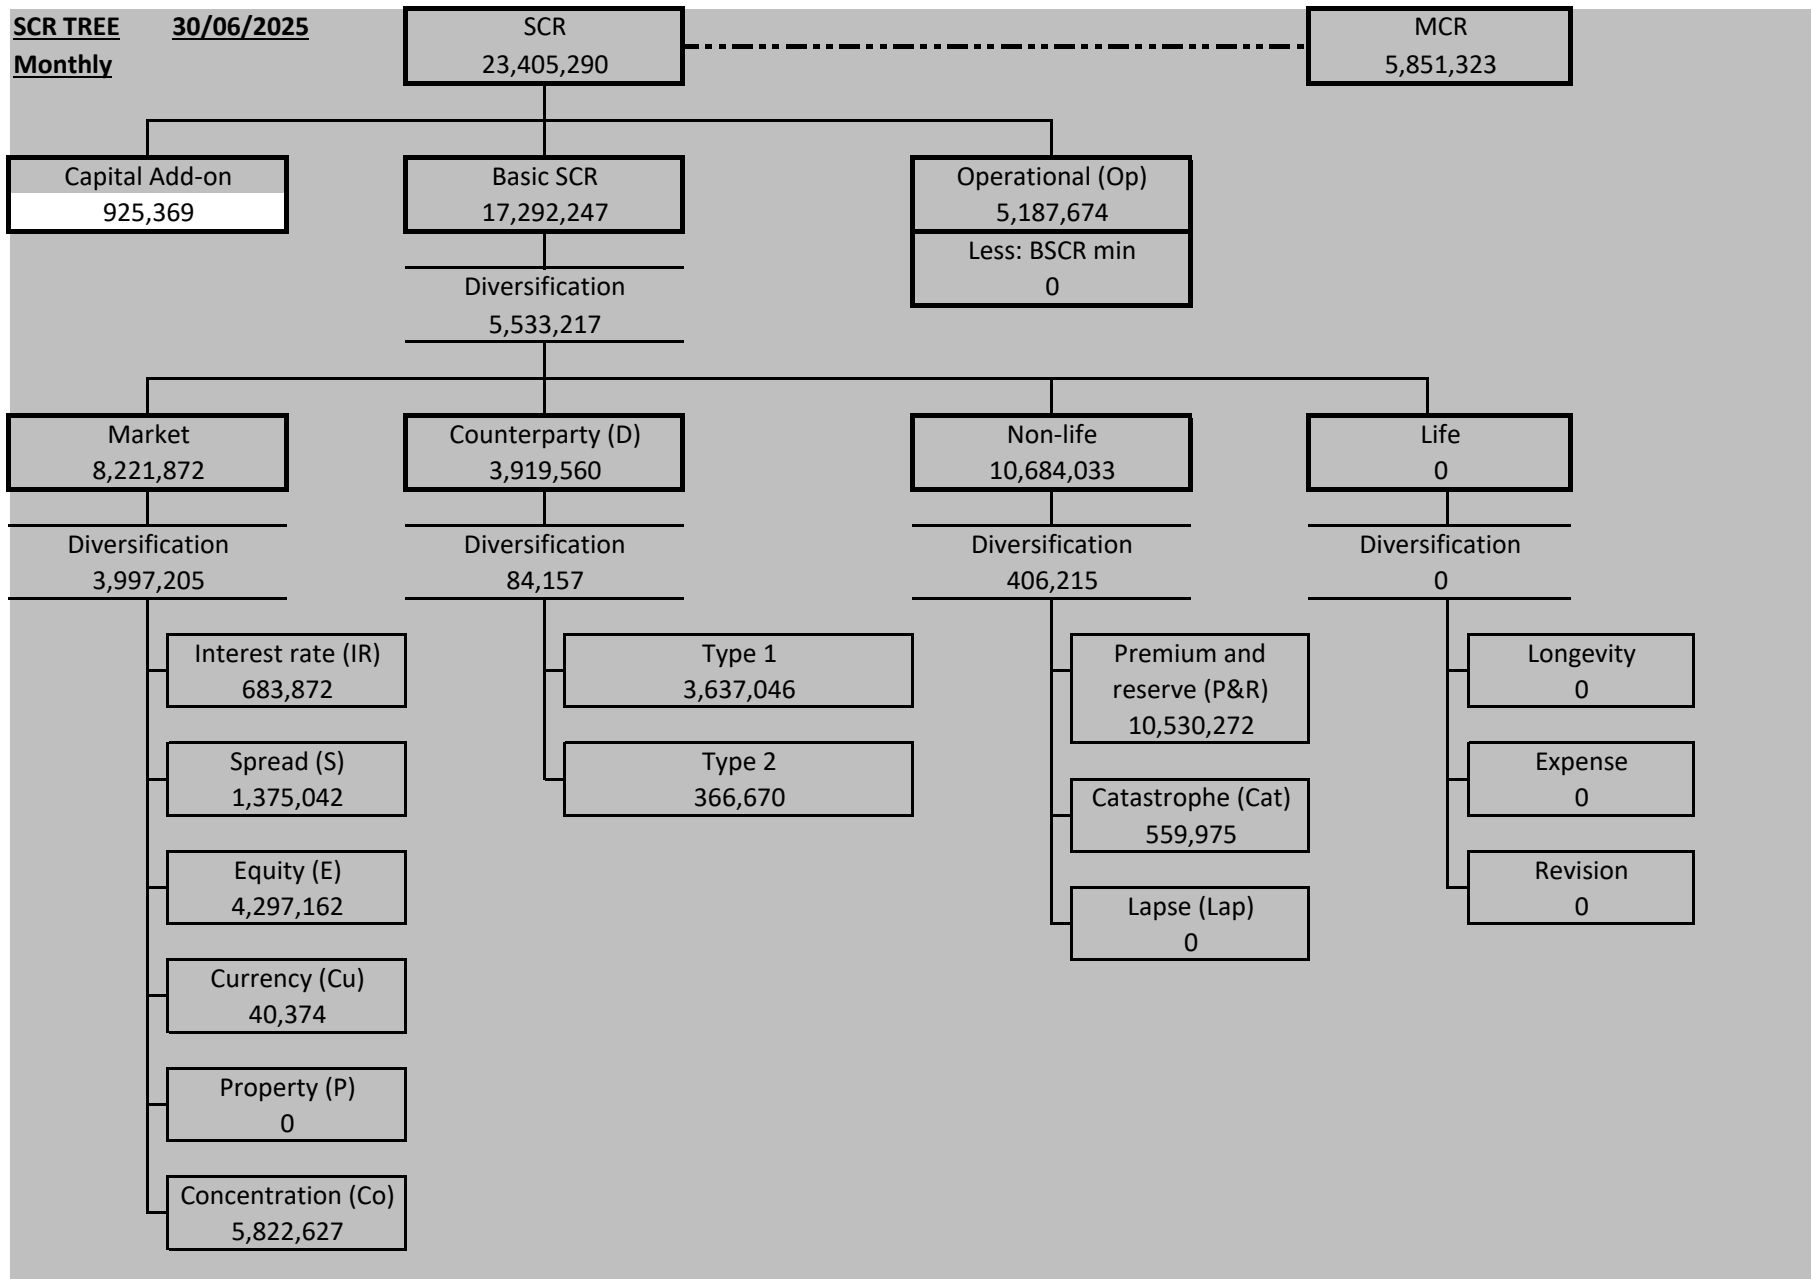 SCR TREE 30/06/2025
Monthly
SCR
23,405,290
MCR
5,851,323
Capital Add-on
925,369
Basic SCR
17,292,247
Operational (Op)
5,187,674
Less: BSCR min
0
Diversification
5,533,217
Market
8,221,872
Counterparty (D)
3,919,560
Non-life
10,684,033
Life
0
Diversification
3,997,205
Diversification
84,157
Diversification
406,215
Diversification
0
Interest rate (IR)
683,872
Spread (S)
1,375,042
Equity (E)
4,297,162
Currency (Cu)
40,374
Property (P)
0
Concentration (Co)
5,822,627
Type 1
3,637,046
Type 2
366,670
Premium and
reserve (P&R)
10,530,272
Catastrophe (Cat)
559,975
Lapse (Lap)
0
Longevity
0
Expense
0
Revision
0